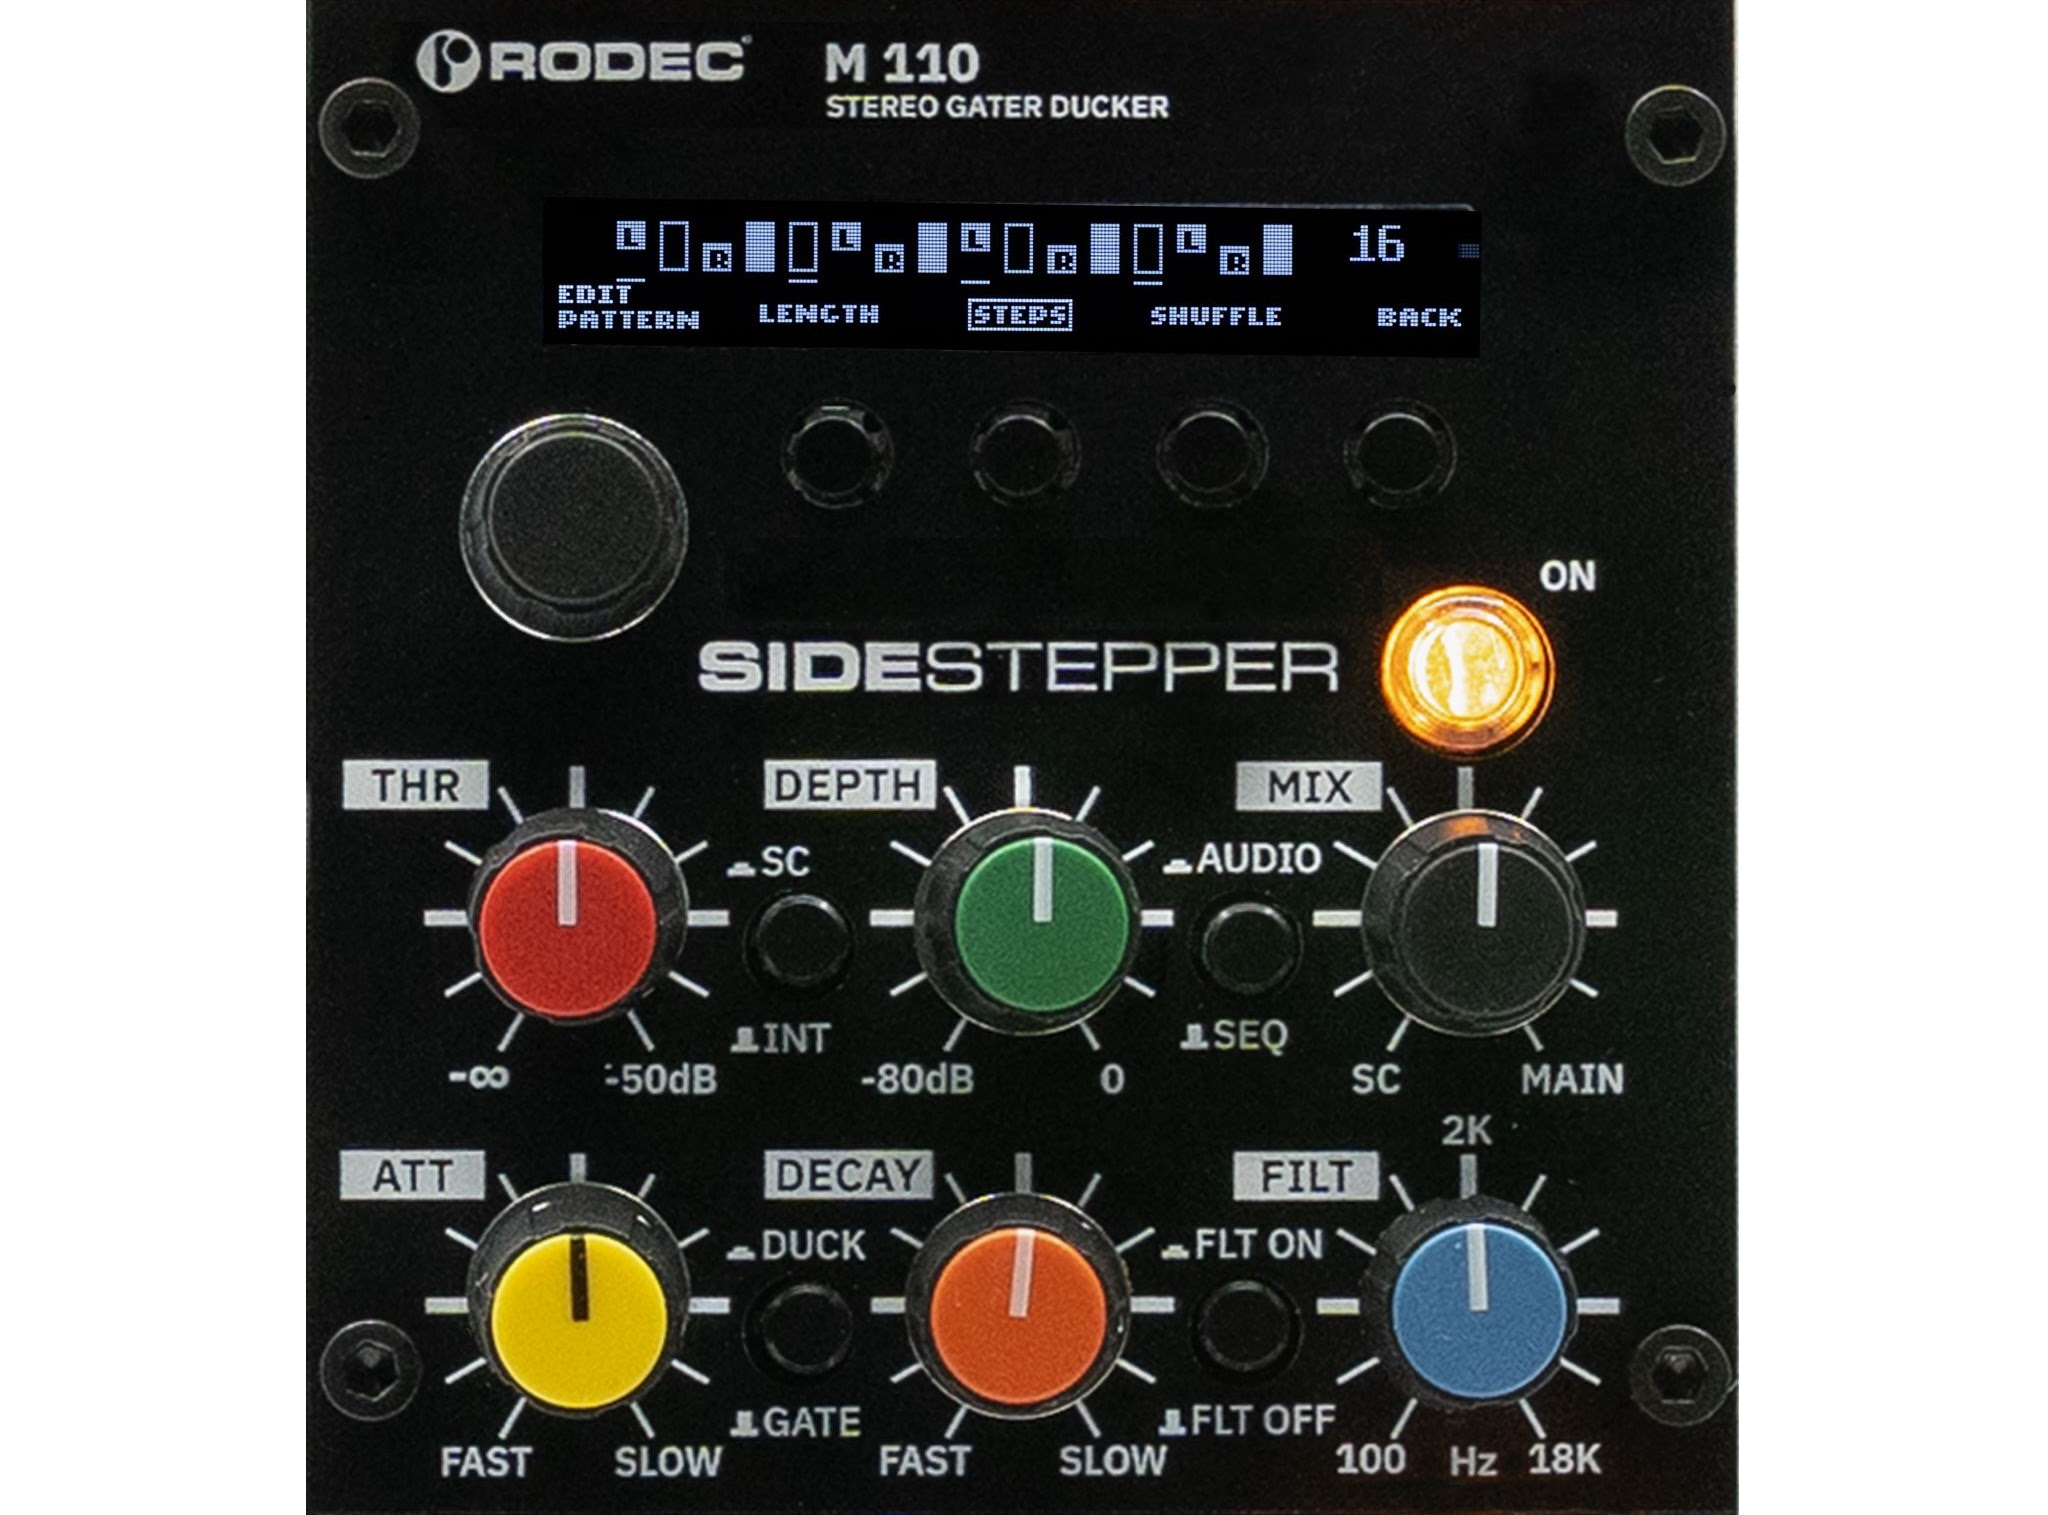 RODEC M 110
STEREO GATER DUCKER
L R L R L R L R 16
EDIT
PATTERN LENGTH STEPS SHUFFLE BACK
ON
SIDESTEPPER
THR DEPTH MIX
SC AUDIO
INT SEQ
-∞ -50dB -80dB 0 SC MAIN
2K
ATT DECAY FILT
DUCK FLT ON
GATE FLT OFF
FAST SLOW FAST SLOW 100 Hz 18K